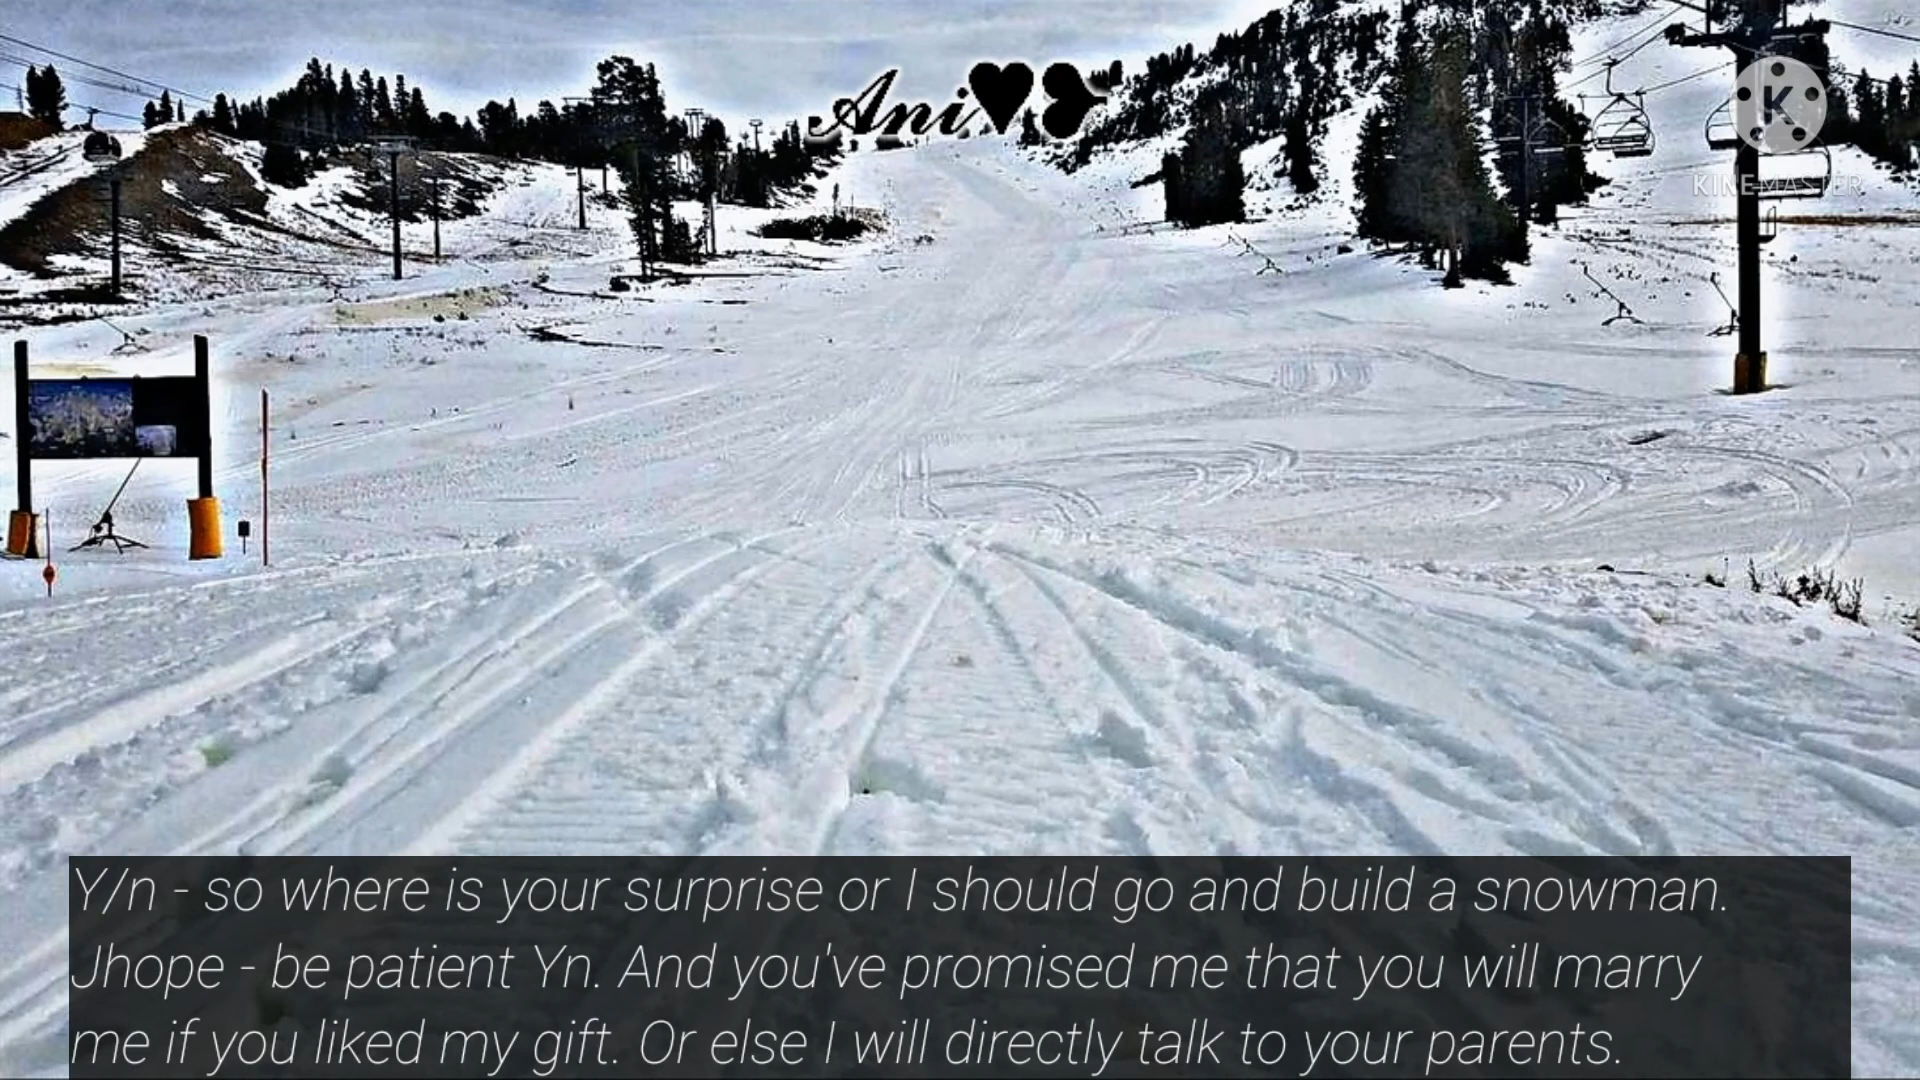 Ani♥❥
K
KINEMASTER
Y/n - so where is your surprise or I should go and build a snowman.
Jhope - be patient Yn. And you've promised me that you will marry
me if you liked my gift. Or else I will directly talk to your parents.